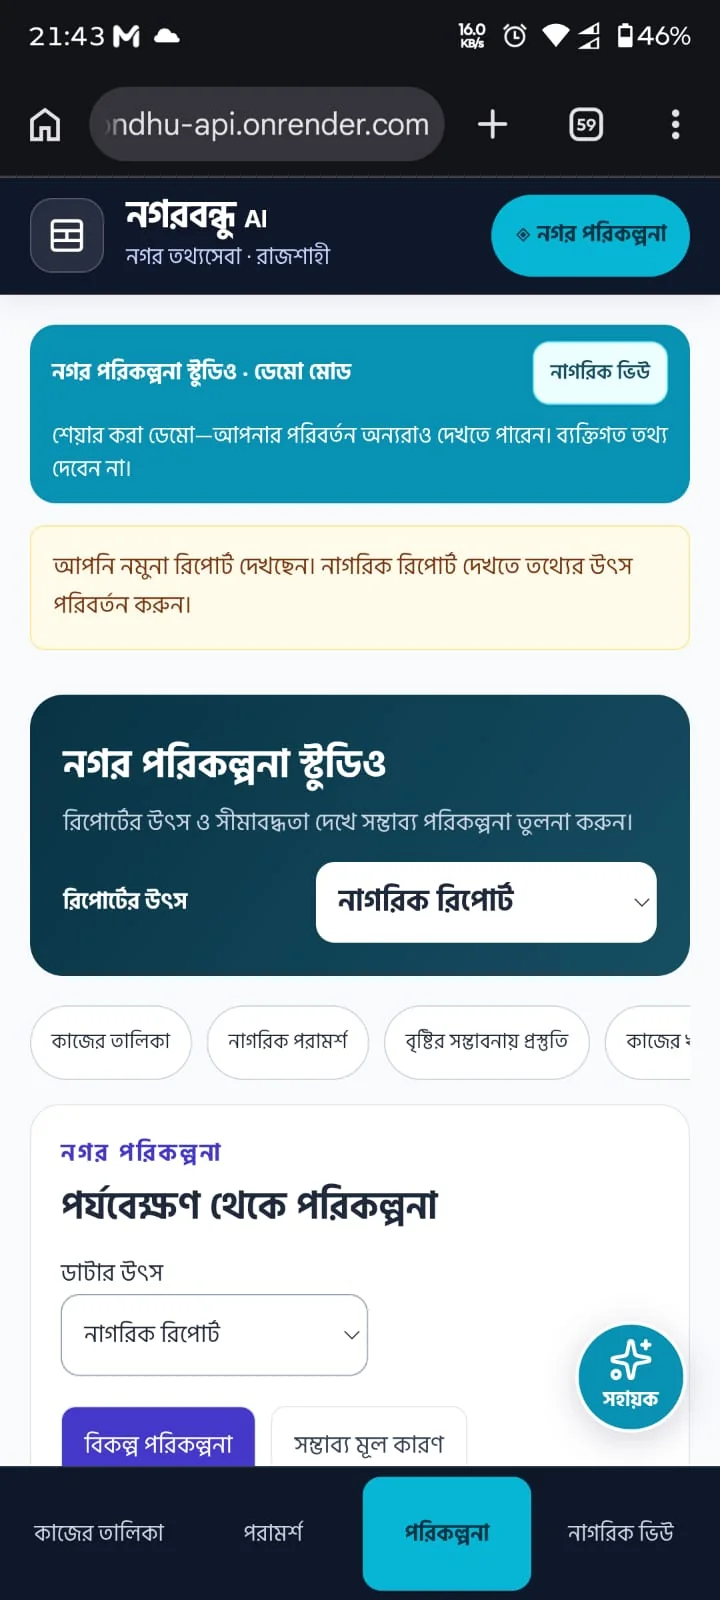 21:43
16.0
KB/s
46%
ndhu-api.onrender.com
59
নগরবন্ধু AI
নগর তথ্যসেবা · রাজশাহী
নগর পরিকল্পনা
নগর পরিকল্পনা স্টুডিও · ডেমো মোড
নাগরিক ভিউ
শেয়ার করা ডেমো—আপনার পরিবর্তন অন্যরাও দেখতে পারেন। ব্যক্তিগত তথ্য
দেবেন না।
আপনি নমুনা রিপোর্ট দেখছেন। নাগরিক রিপোর্ট দেখতে তথ্যের উৎস
পরিবর্তন করুন।
নগর পরিকল্পনা স্টুডিও
রিপোর্টের উৎস ও সীমাবদ্ধতা দেখে সম্ভাব্য পরিকল্পনা তুলনা করুন।
রিপোর্টের উৎস
নাগরিক রিপোর্ট
কাজের তালিকা
নাগরিক পরামর্শ
বৃষ্টির সম্ভাবনায় প্রস্তুতি
কাজের
নগর পরিকল্পনা
পর্যবেক্ষণ থেকে পরিকল্পনা
ডাটার উৎস
নাগরিক রিপোর্ট
সহায়ক
বিকল্প পরিকল্পনা
সম্ভাব্য মূল কারণ
কাজের তালিকা
পরামর্শ
পরিকল্পনা
নাগরিক ভিউ